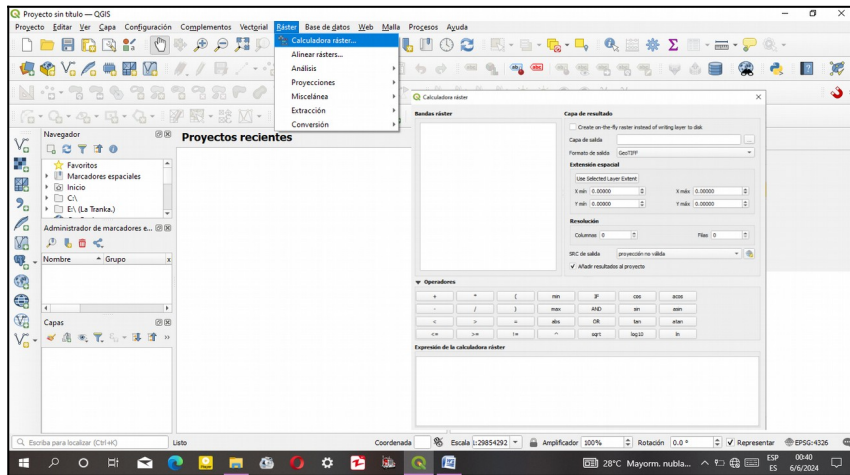 Proyecto sin título — QGIS
Proyecto Editar Ver Capa Configuración Complementos Vectorial Ráster Base de datos Web Malla Procesos Ayuda
Calculadora ráster...
Alinear rásters...
Análisis
Proyecciones
Miscelánea
Extracción
Conversión
Navegador
Favoritos
Marcadores espaciales
Inicio
C:\
E:\ (La Tranka.)
Administrador de marcadores e...
Nombre Grupo
Capas
Proyectos recientes
Calculadora ráster
Bandas ráster
Capa de resultado
Create on-the-fly raster instead of writing layer to disk
Capa de salida
...
Formato de salida GeoTIFF
Extensión espacial
Use Selected Layer Extent
X mín 0.00000 X máx 0.00000
Y mín 0.00000 Y máx 0.00000
Resolución
Columnas 0 Filas 0
SRC de salida proyección no válida
Añadir resultados al proyecto
Operadores
+ * ( min IF cos acos
- / ) max AND sin asin
< > = abs OR tan atan
<= >= != ^ sqrt log10 ln
Expresión de la calculadora ráster
Escriba para localizar (Ctrl+K) Listo Coordenada Escala 1:29854292 Amplificador 100% Rotación 0.0 ° Representar EPSG:4326
28°C Mayorm. nubla... ESP 00:40
ES 6/6/2024